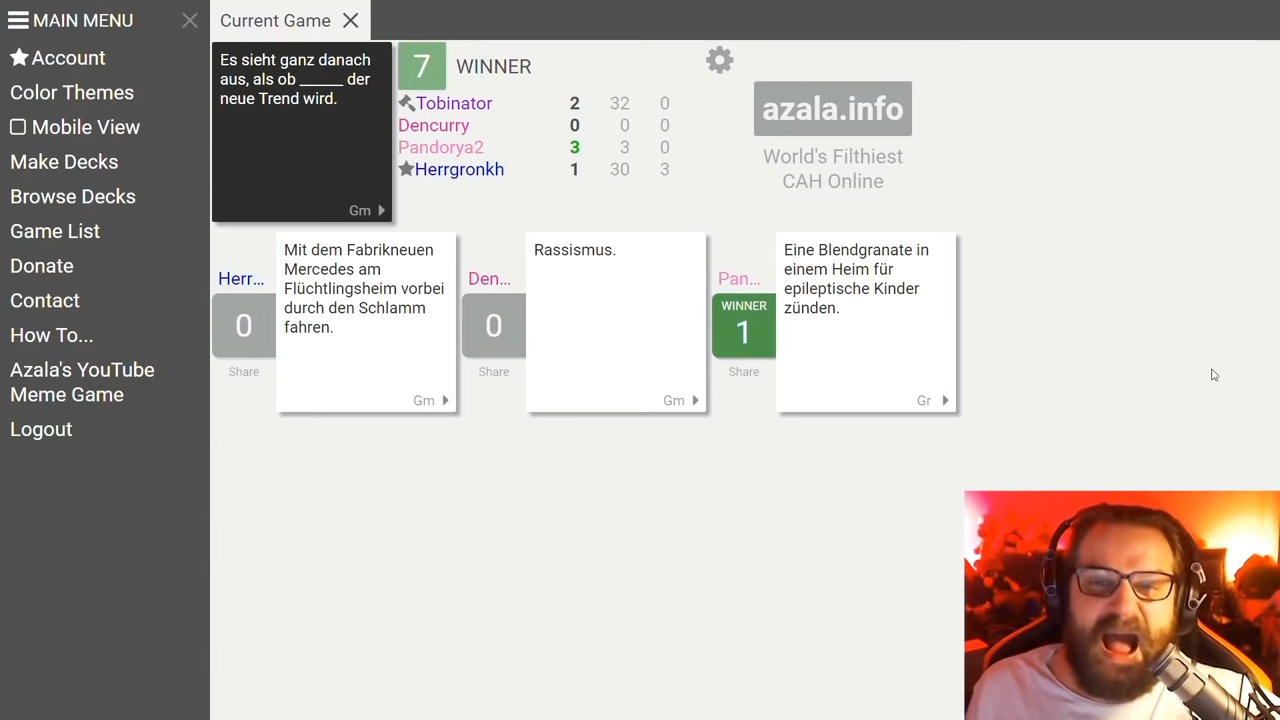 MAIN MENU
Account
Color Themes
Mobile View
Make Decks
Browse Decks
Game List
Donate
Contact
How To...
Azala's YouTube
Meme Game
Logout
Current Game
Es sieht ganz danach
aus, als ob ______ der
neue Trend wird.
Gm
7 WINNER
Tobinator 2 32 0
Dencurry 0 0 0
Pandorya2 3 3 0
Herrgronkh 1 30 3
azala.info
World's Filthiest
CAH Online
Herr...
0
Share
Mit dem Fabrikneuen
Mercedes am
Flüchtlingsheim vorbei
durch den Schlamm
fahren.
Gm
Den...
0
Share
Rassismus.
Gm
Pan...
WINNER
1
Share
Eine Blendgranate in
einem Heim für
epileptische Kinder
zünden.
Gr